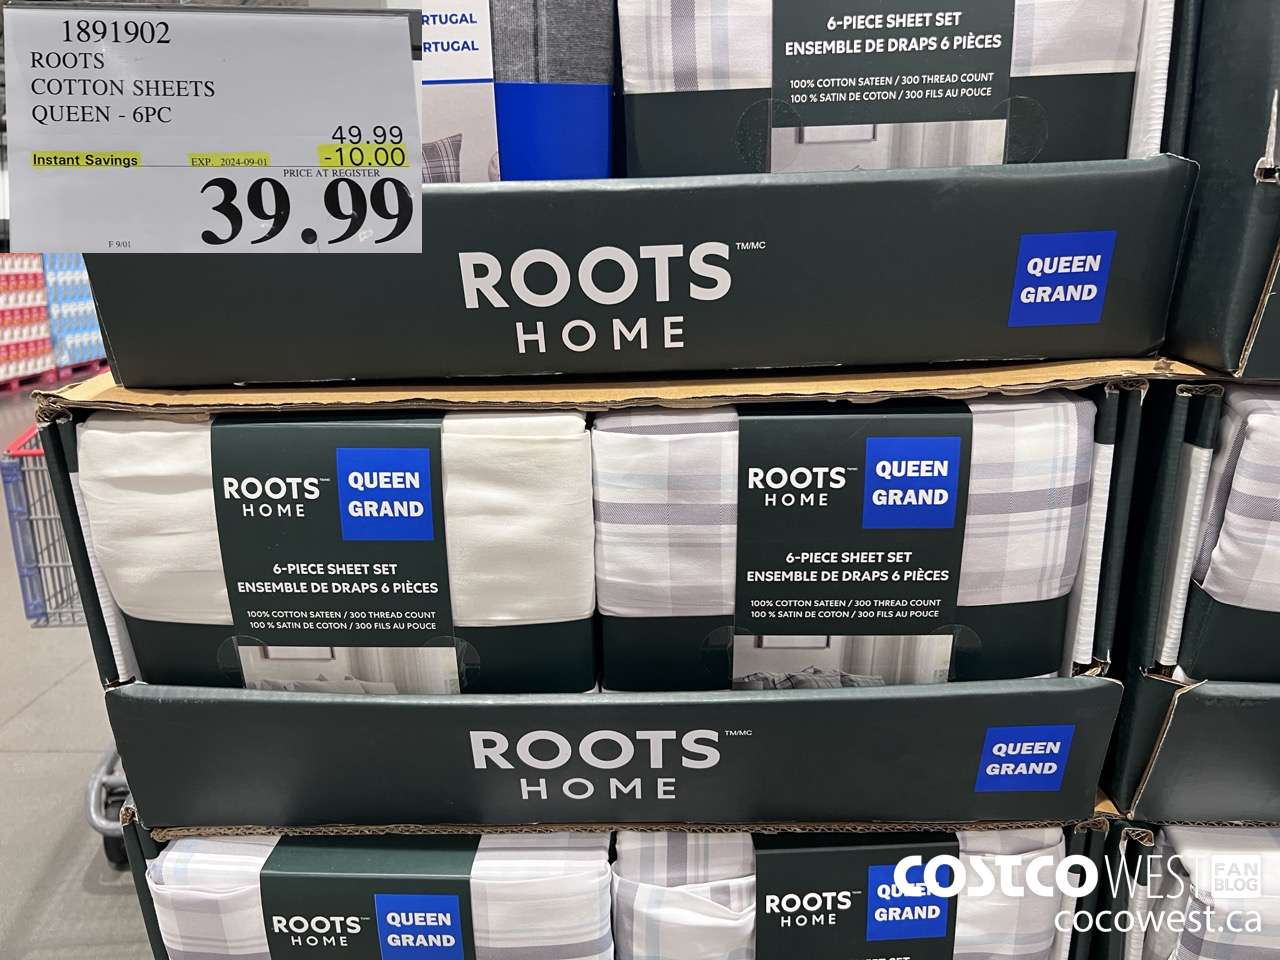 1891902
ROOTS
COTTON SHEETS
QUEEN - 6PC
49.99
Instant Savings EXP. 2024-09-01 -10.00
PRICE AT REGISTER
39.99
F 9/01
RTUGAL
RTUGAL
6-PIECE SHEET SET
ENSEMBLE DE DRAPS 6 PIÈCES
100% COTTON SATEEN / 300 THREAD COUNT
100 % SATIN DE COTON / 300 FILS AU POUCE
ROOTS TM/MC
HOME
QUEEN
GRAND
ROOTS
HOME
QUEEN
GRAND
6-PIECE SHEET SET
ENSEMBLE DE DRAPS 6 PIÈCES
100% COTTON SATEEN / 300 THREAD COUNT
100 % SATIN DE COTON / 300 FILS AU POUCE
ROOTS
HOME
QUEEN
GRAND
6-PIECE SHEET SET
ENSEMBLE DE DRAPS 6 PIÈCES
100% COTTON SATEEN / 300 THREAD COUNT
100 % SATIN DE COTON / 300 FILS AU POUCE
ROOTS TM/MC
HOME
QUEEN
GRAND
ROOTS
HOME
QUEEN
GRAND
ROOTS
HOME
QUEEN
GRAND
COSTCO WEST FAN BLOG
cocowest.ca